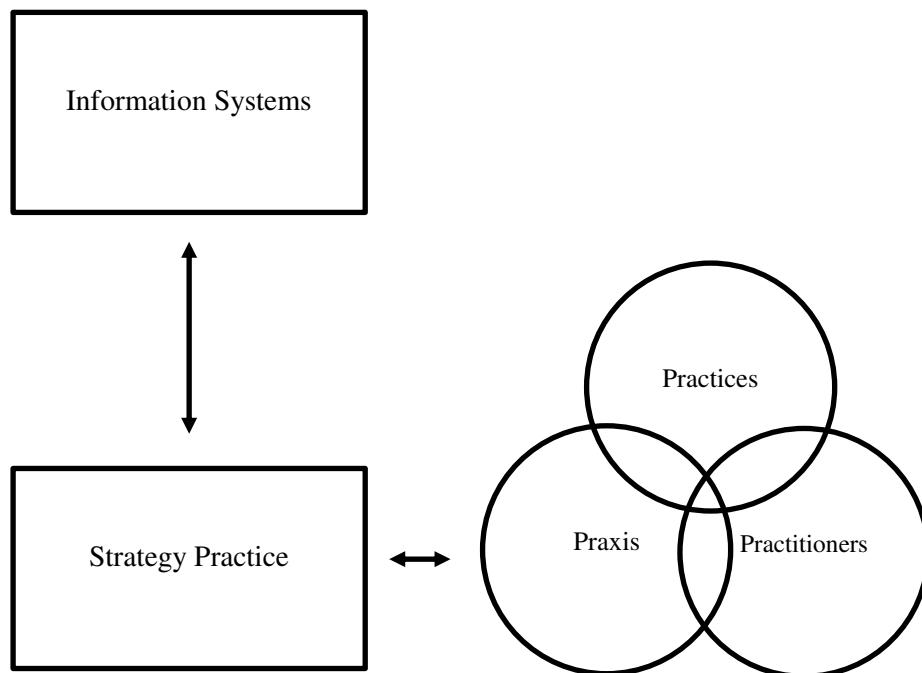 Information Systems
Practices
Strategy Practice
Praxis
Practitioners